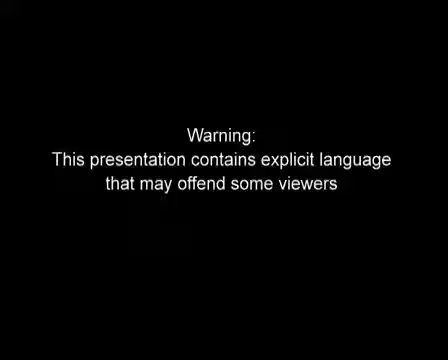 Warning:
This presentation contains explicit language
that may offend some viewers